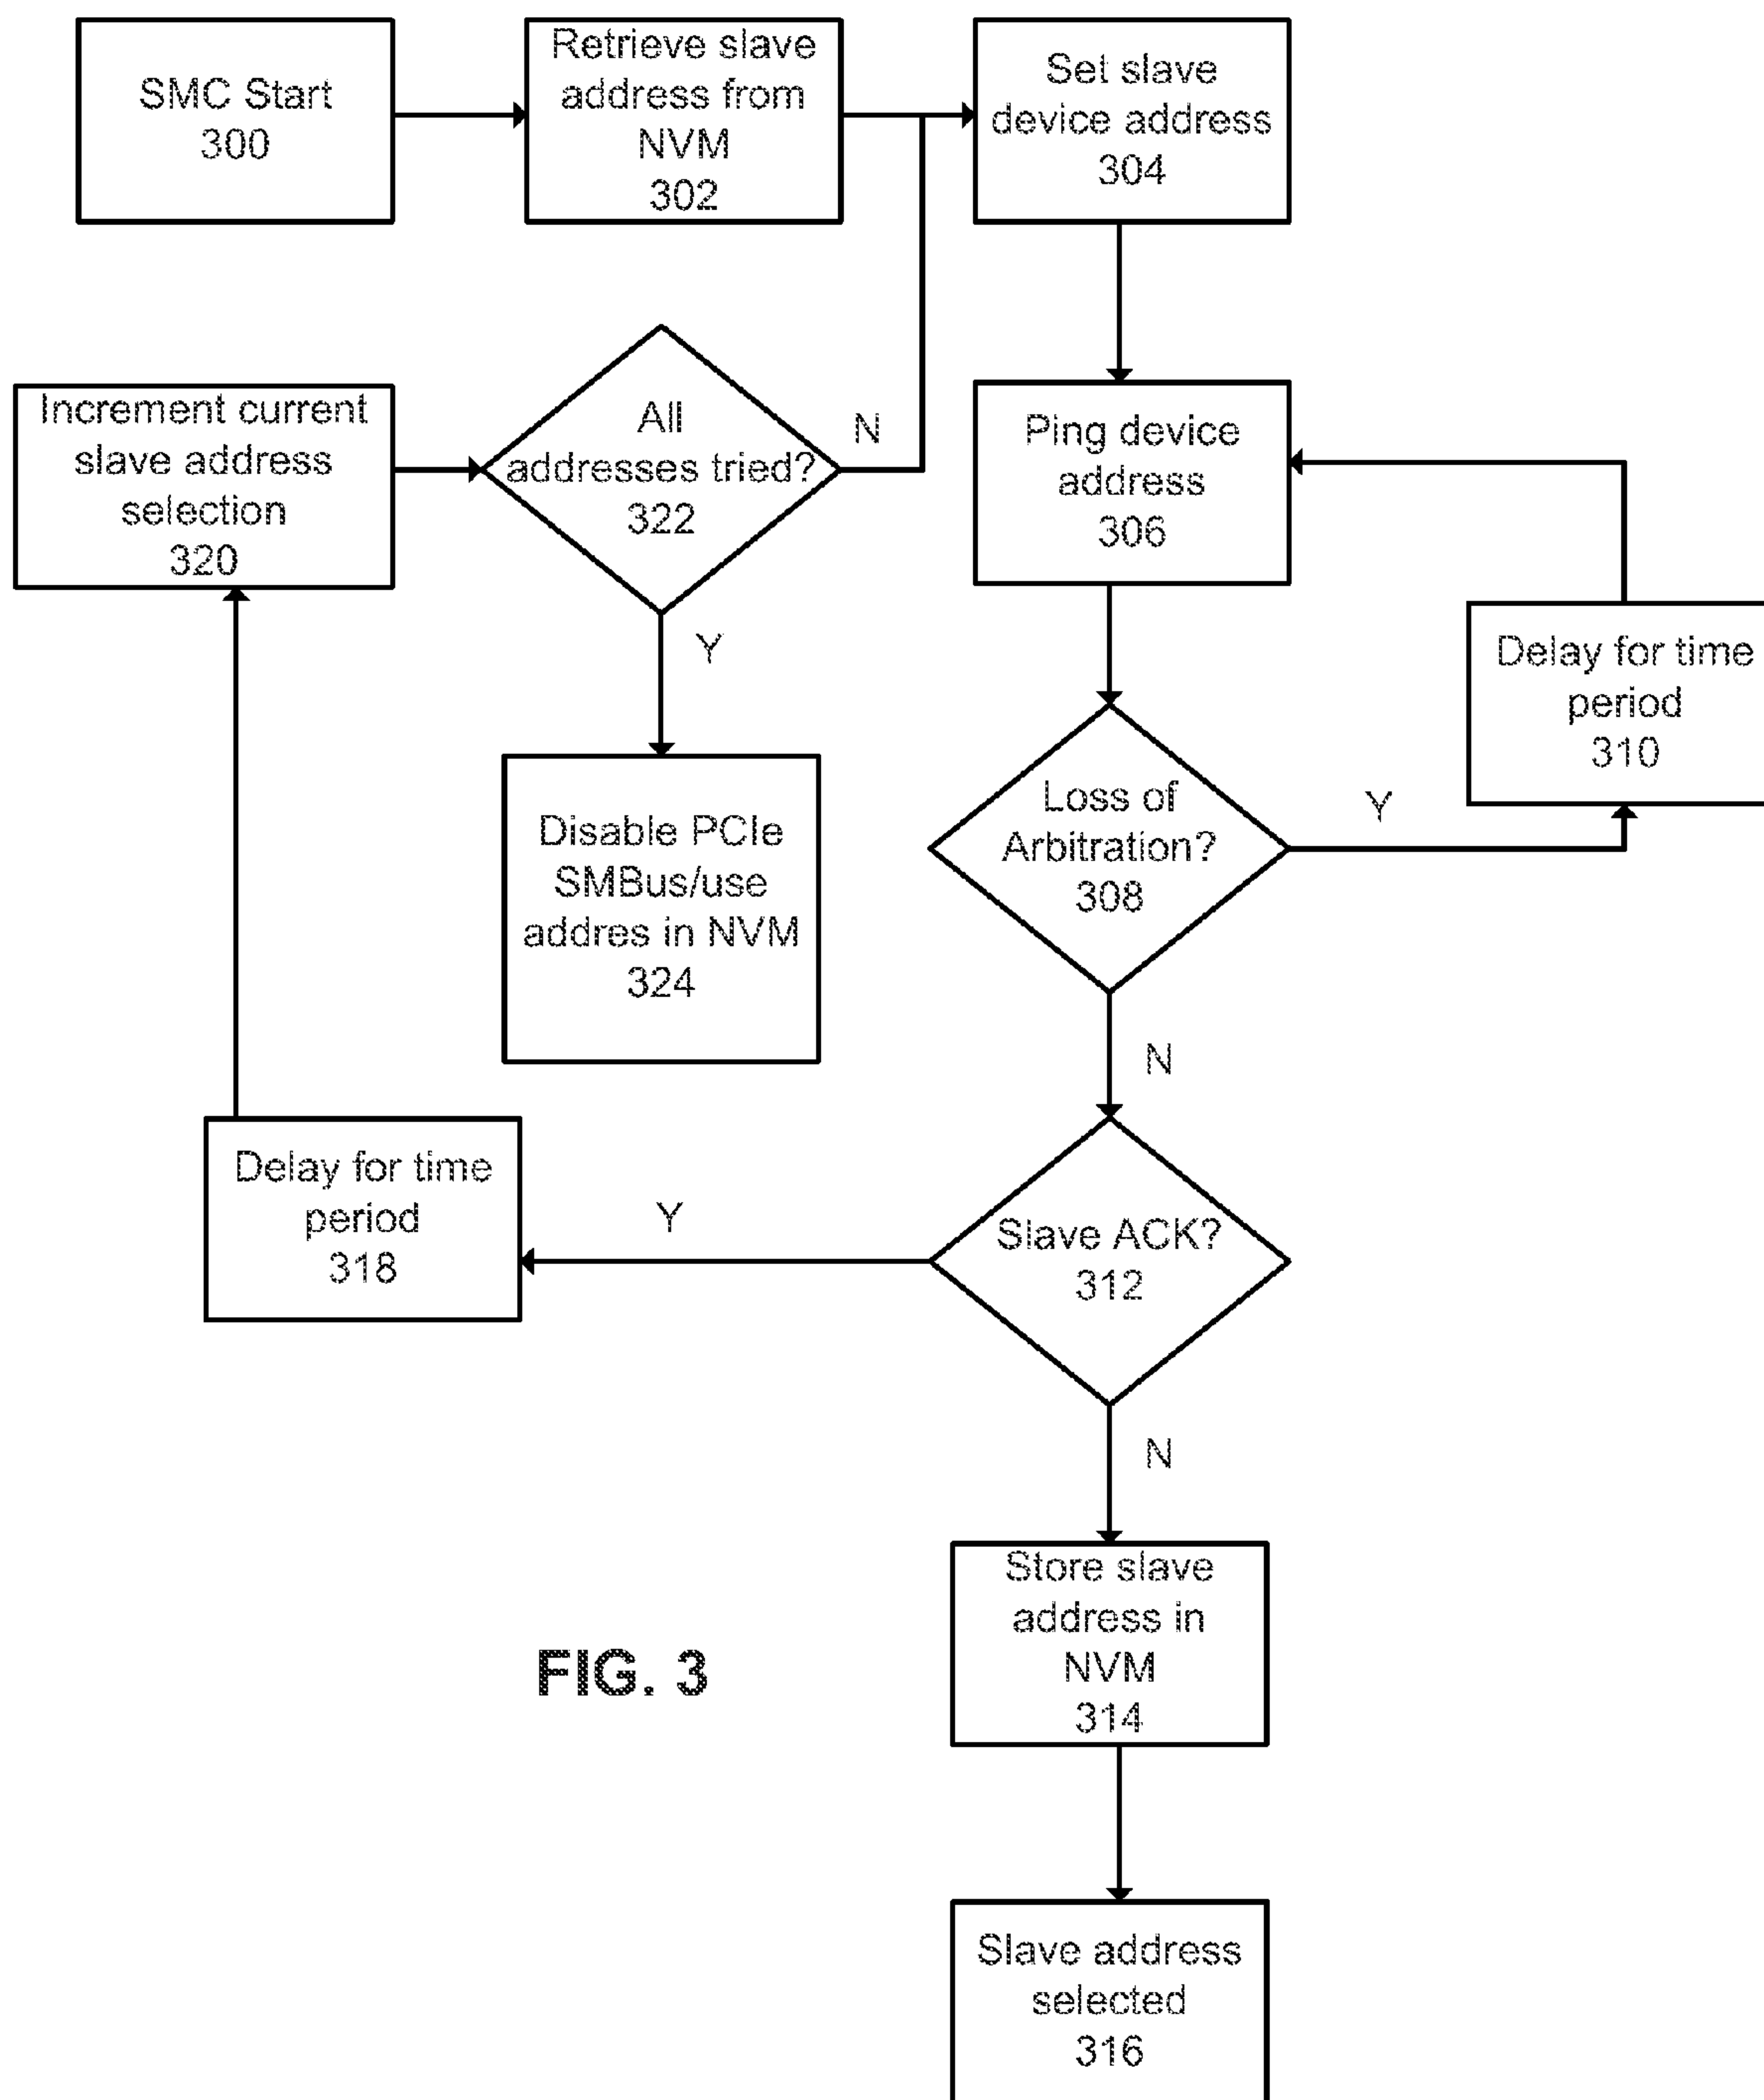 SMC Start
300
Retrieve slave
address from
NVM
302
Set slave
device address
304
Increment current
slave address
selection
320
All
addresses tried?
322
N
Y
Ping device
address
306
Delay for time
period
310
Loss of
Arbitration?
308
Y
N
Disable PCIe
SMBus/use
addres in NVM
324
Delay for time
period
318
Y
Slave ACK?
312
N
Store slave
address in
NVM
314
Slave address
selected
316
FIG. 3